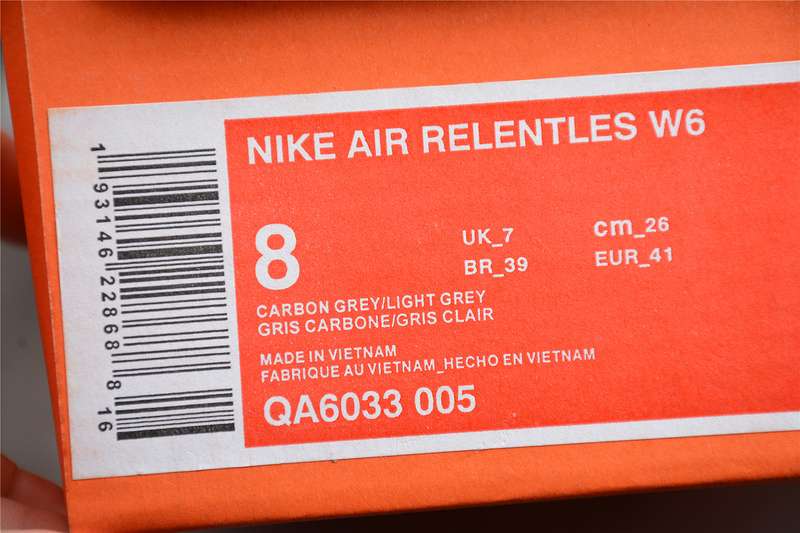 NIKE AIR RELENTLES W6
8
UK_7
cm_26
BR_39
EUR_41
CARBON GREY/LIGHT GREY
GRIS CARBONE/GRIS CLAIR
MADE IN VIETNAM
FABRIQUE AU VIETNAM_HECHO EN VIETNAM
QA6033 005
1 93146 22868 8 16